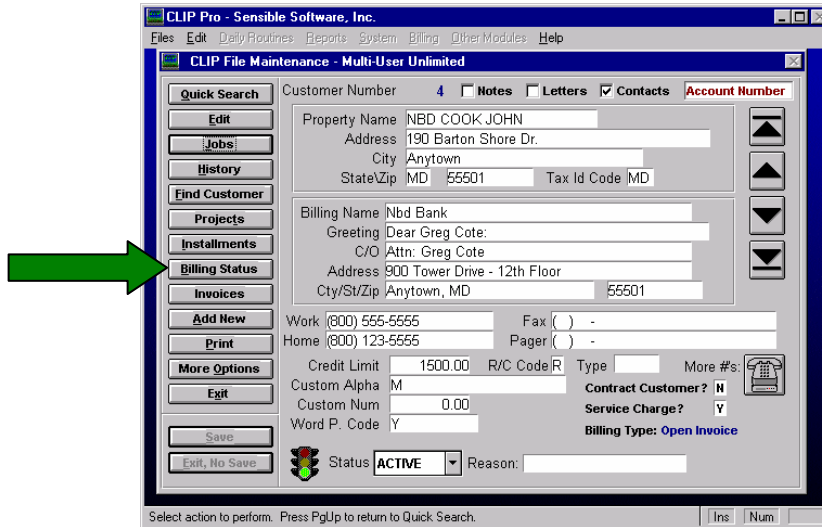 CLIP Pro - Sensible Software, Inc.
Files Edit Daily Routines Reports System Billing Other Modules Help
CLIP File Maintenance - Multi-User Unlimited
Quick Search
Edit
Jobs
History
Find Customer
Projects
Installments
Billing Status
Invoices
Add New
Print
More Options
Exit
Save
Exit, No Save
Customer Number 4 Notes Letters Contacts Account Number
Property Name NBD COOK JOHN
Address 190 Barton Shore Dr.
City Anytown
State\Zip MD 55501 Tax Id Code MD
Billing Name Nbd Bank
Greeting Dear Greg Cote:
C/O Attn: Greg Cote
Address 900 Tower Drive - 12th Floor
Cty/St/Zip Anytown, MD 55501
Work (800) 555-5555 Fax ( ) -
Home (800) 123-5555 Pager ( ) -
Credit Limit 1500.00 R/C Code R Type More #'s:
Custom Alpha M Contract Customer? N
Custom Num 0.00 Service Charge? Y
Word P. Code Y Billing Type: Open Invoice
Status ACTIVE Reason:
Select action to perform. Press PgUp to return to Quick Search. Ins Num